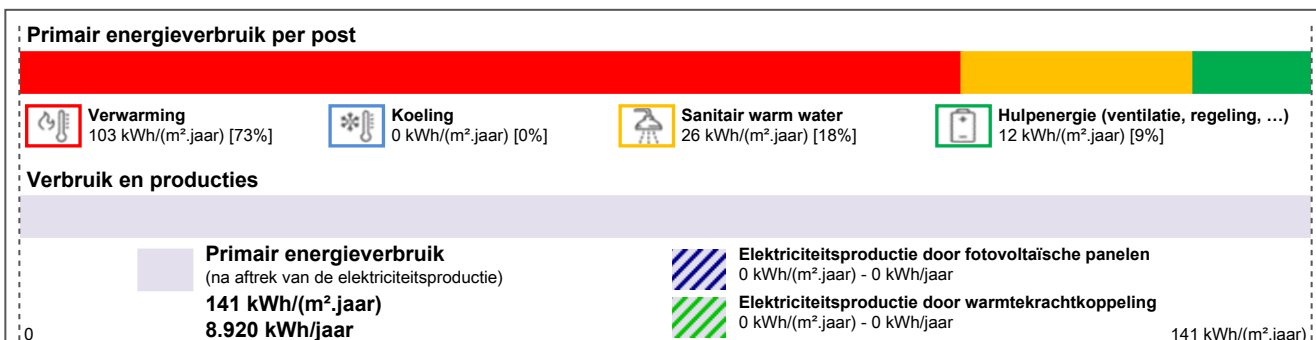 Primair energieverbruik per post
Verwarming
103 kWh/(m².jaar) [73%]
Koeling
0 kWh/(m².jaar) [0%]
Sanitair warm water
26 kWh/(m².jaar) [18%]
Hulpenergie (ventilatie, regeling, …)
12 kWh/(m².jaar) [9%]
Verbruik en producties
Primair energieverbruik
(na aftrek van de elektriciteitsproductie)
141 kWh/(m².jaar)
8.920 kWh/jaar
Elektriciteitsproductie door fotovoltaïsche panelen
0 kWh/(m².jaar) - 0 kWh/jaar
Elektriciteitsproductie door warmtekrachtkoppeling
0 kWh/(m².jaar) - 0 kWh/jaar
0
141 kWh/(m².jaar)